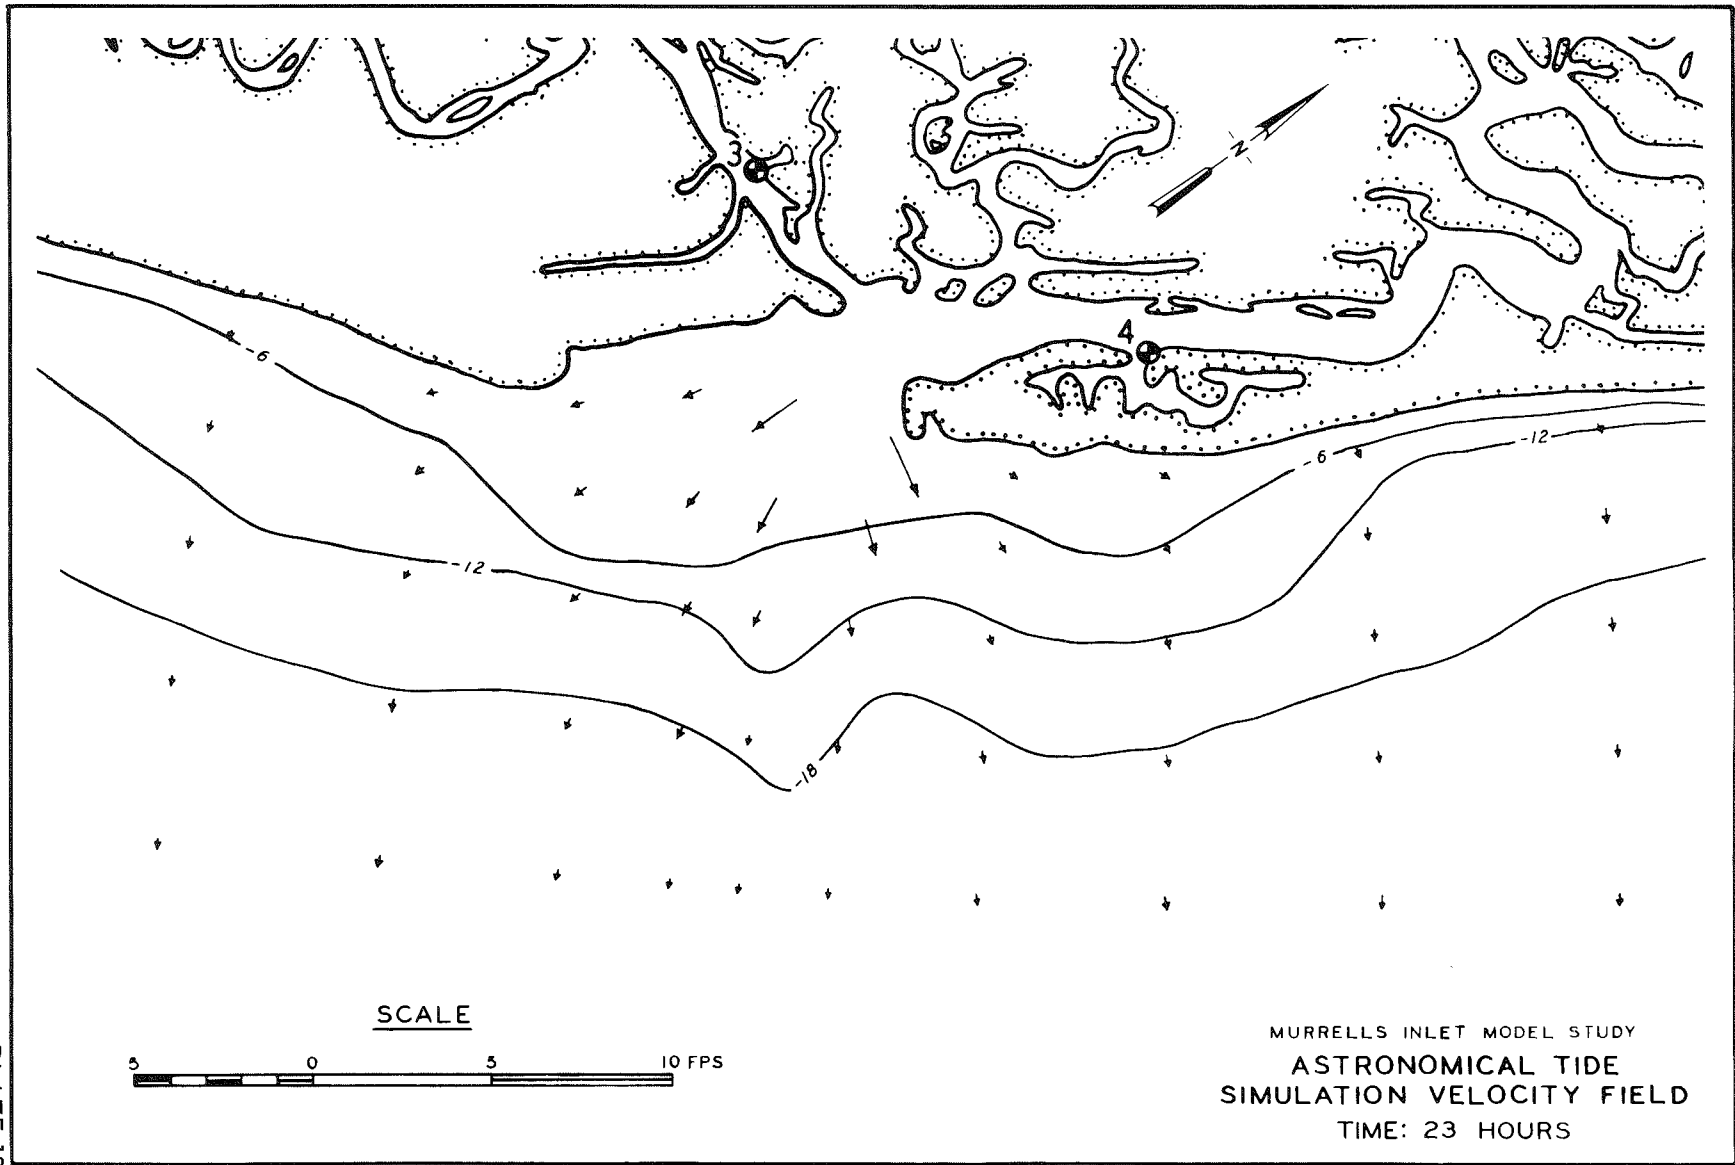 3
N
4
-6
-12
-6
-12
-18
SCALE
5 0 5 10 FPS
MURRELLS INLET MODEL STUDY
ASTRONOMICAL TIDE
SIMULATION VELOCITY FIELD
TIME: 23 HOURS